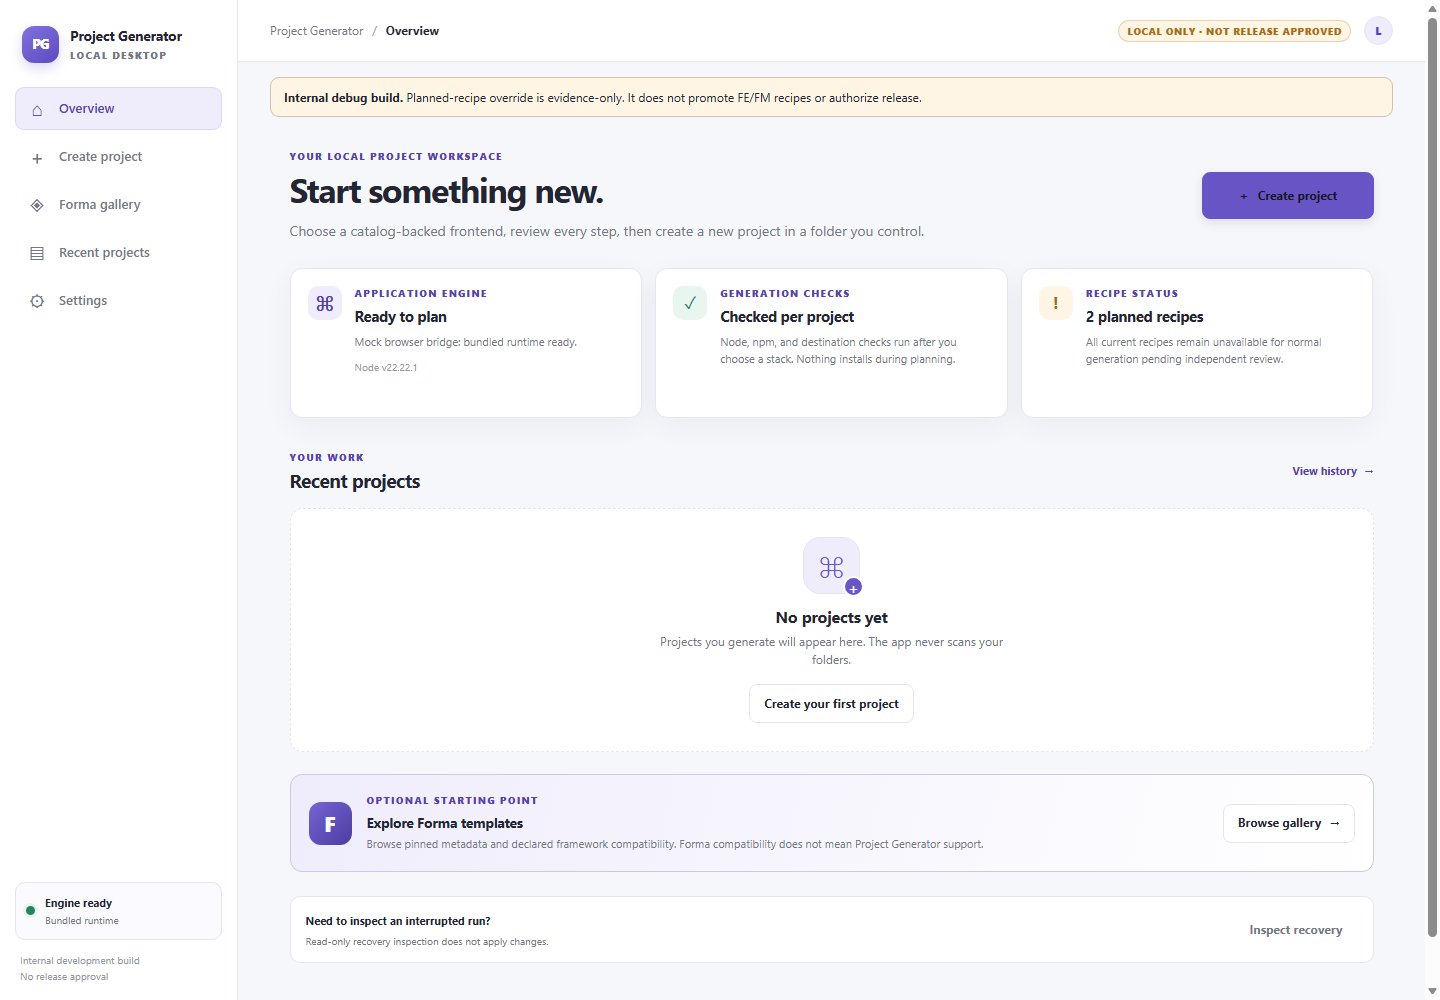 PG
Project Generator
LOCAL DESKTOP
Overview
Create project
Forma gallery
Recent projects
Settings
Engine ready
Bundled runtime
Internal development build
No release approval
Project Generator / Overview
LOCAL ONLY · NOT RELEASE APPROVED
L
Internal debug build. Planned-recipe override is evidence-only. It does not promote FE/FM recipes or authorize release.
YOUR LOCAL PROJECT WORKSPACE
Start something new.
Choose a catalog-backed frontend, review every step, then create a new project in a folder you control.
+ Create project
APPLICATION ENGINE
Ready to plan
Mock browser bridge: bundled runtime ready.
Node v22.22.1
GENERATION CHECKS
Checked per project
Node, npm, and destination checks run after you
choose a stack. Nothing installs during planning.
!
RECIPE STATUS
2 planned recipes
All current recipes remain unavailable for normal
generation pending independent review.
YOUR WORK
Recent projects
View history →
No projects yet
Projects you generate will appear here. The app never scans your
folders.
Create your first project
F
OPTIONAL STARTING POINT
Explore Forma templates
Browse pinned metadata and declared framework compatibility. Forma compatibility does not mean Project Generator support.
Browse gallery →
Need to inspect an interrupted run?
Read-only recovery inspection does not apply changes.
Inspect recovery